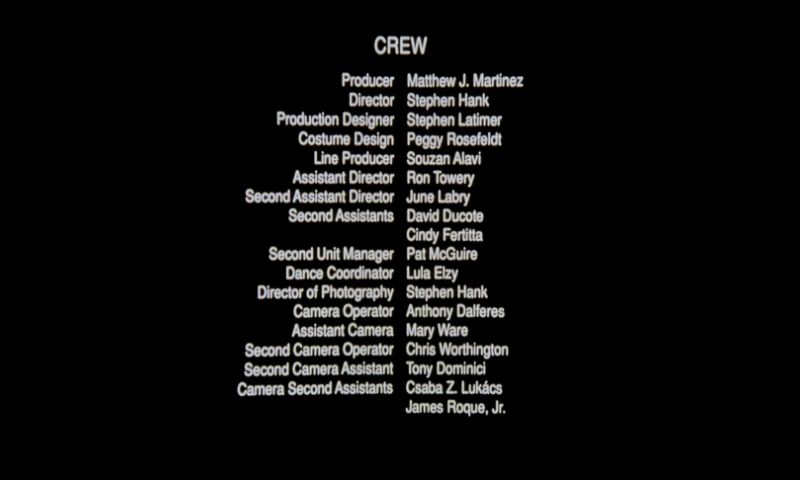 CREW
Producer Matthew J. Martinez
Director Stephen Hank
Production Designer Stephen Latimer
Costume Design Peggy Rosefeldt
Line Producer Souzan Alavi
Assistant Director Ron Towery
Second Assistant Director June Labry
Second Assistants David Ducote
Cindy Fertitta
Second Unit Manager Pat McGuire
Dance Coordinator Lula Elzy
Director of Photography Stephen Hank
Camera Operator Anthony Dalferes
Assistant Camera Mary Ware
Second Camera Operator Chris Worthington
Second Camera Assistant Tony Dominici
Camera Second Assistants Csaba Z. Lukács
James Roque, Jr.